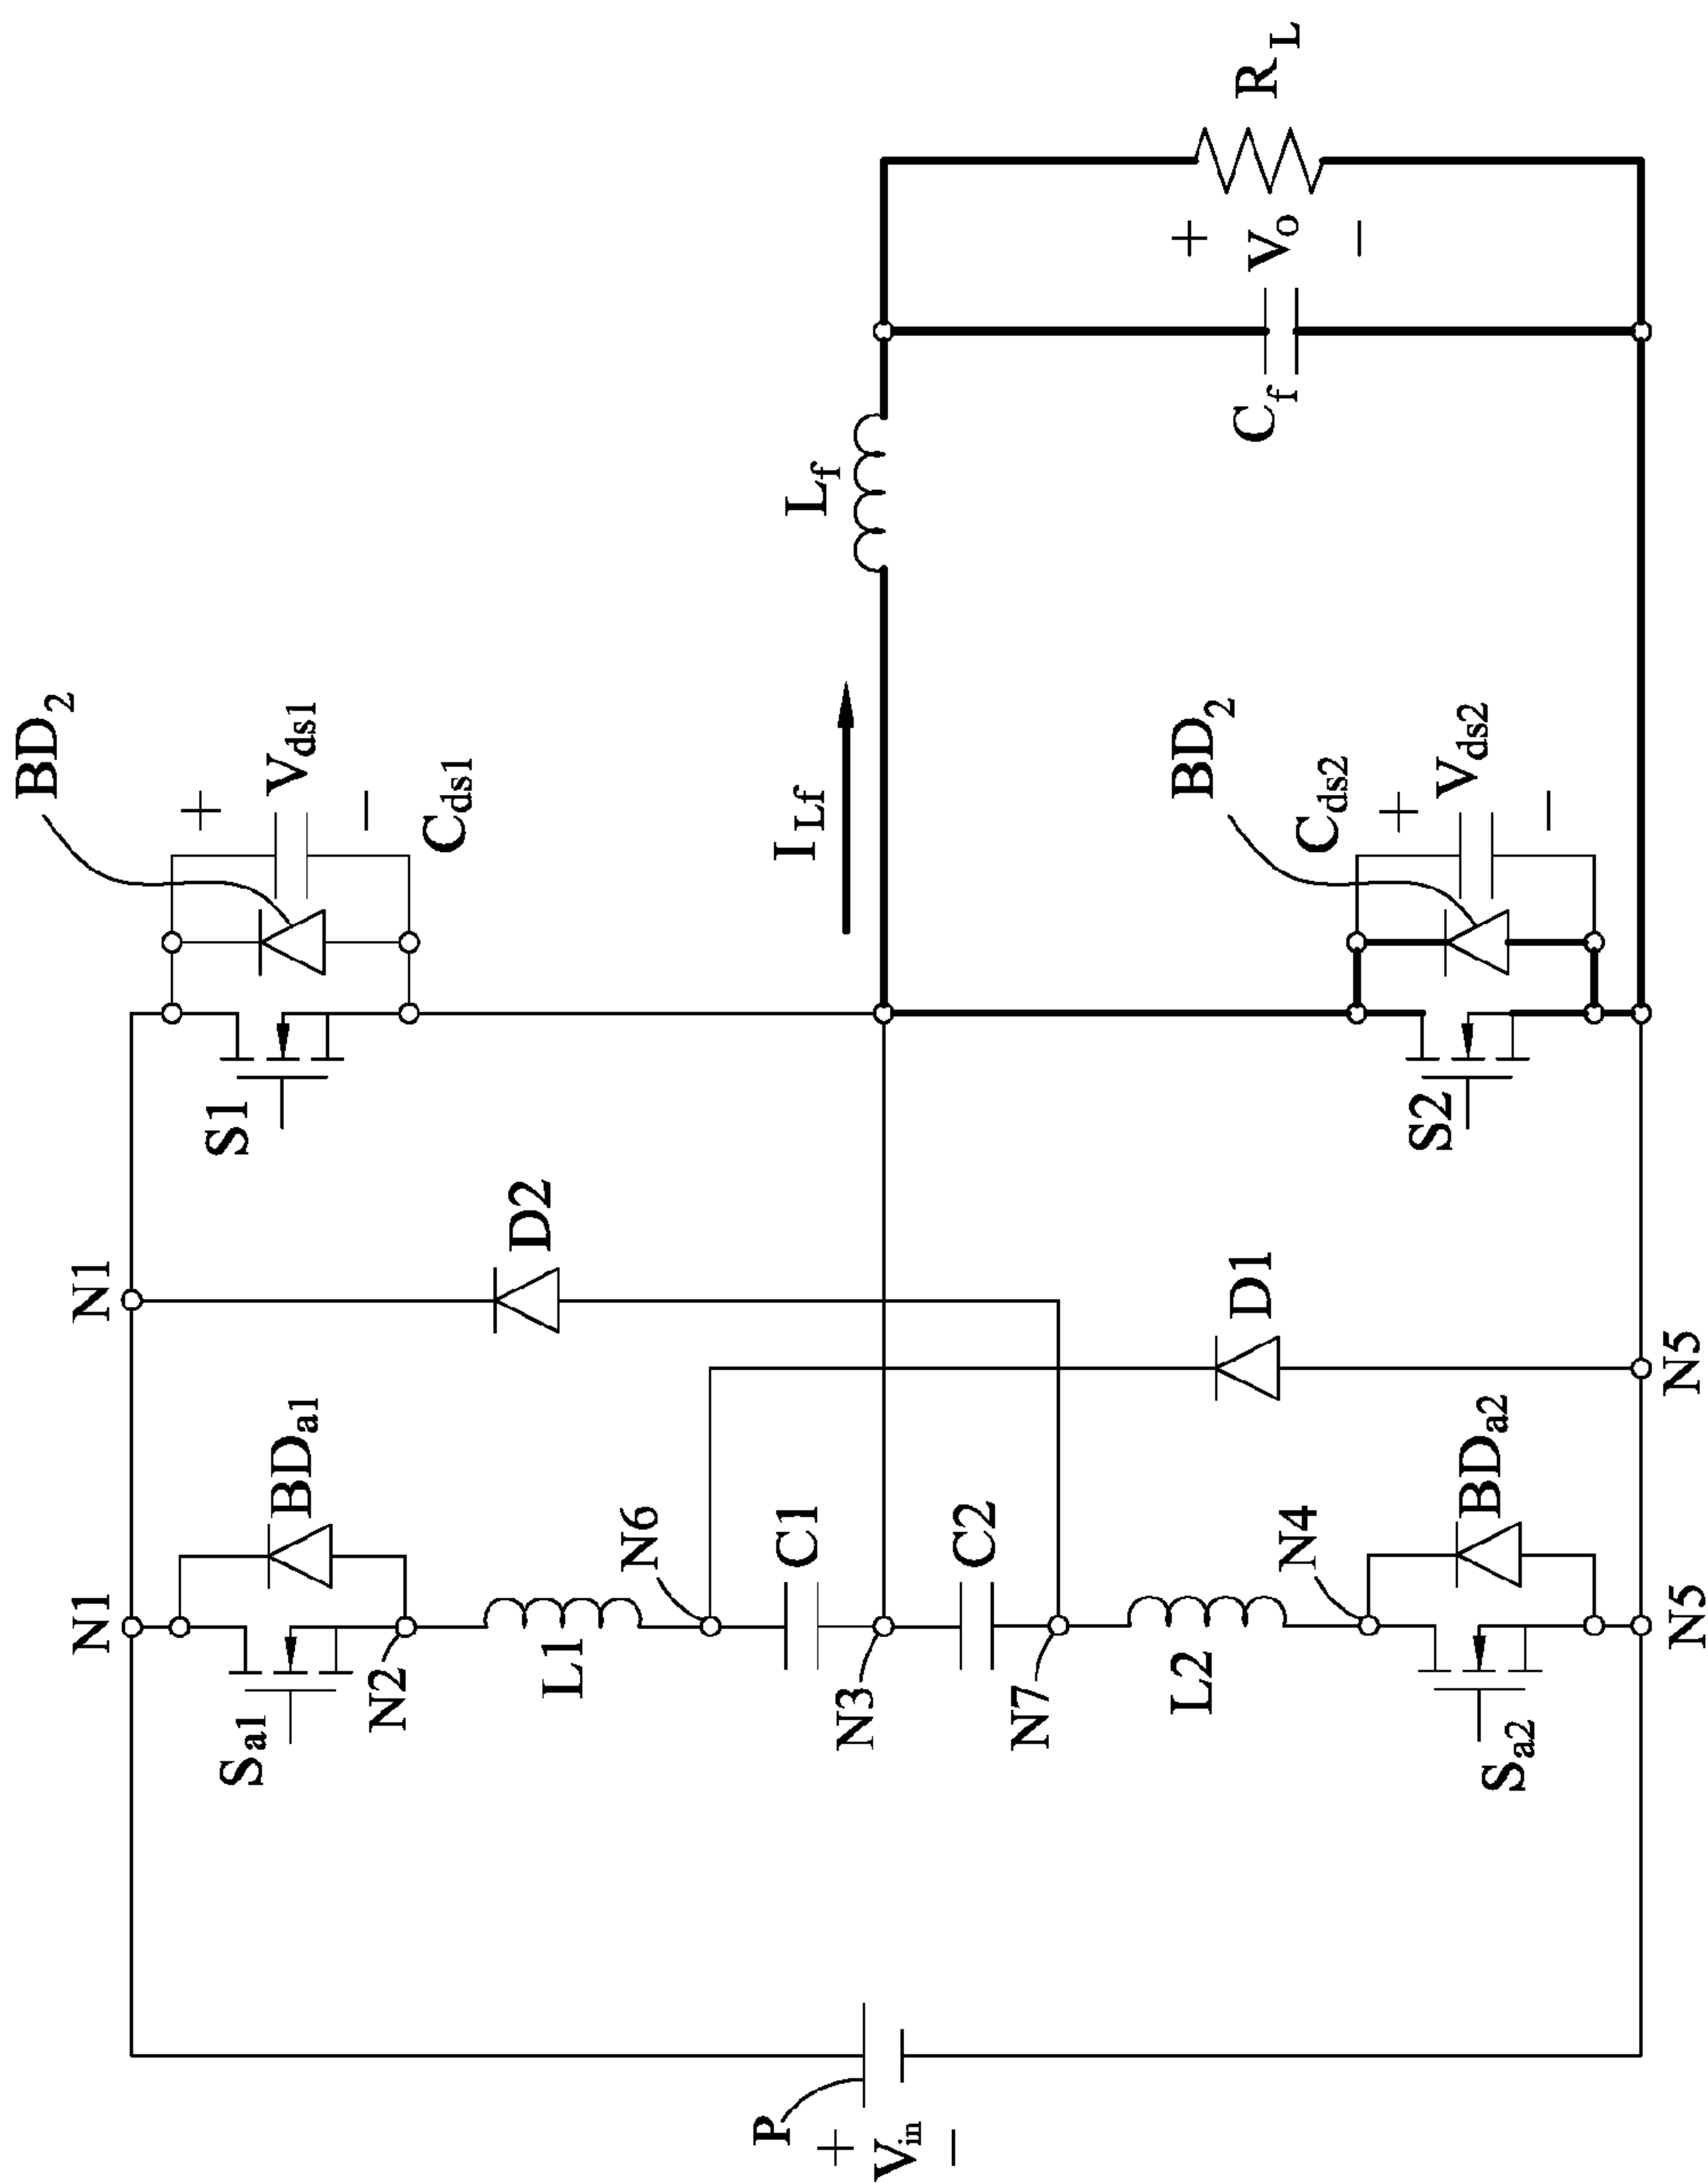 N1
N1
BD2
Sa1
BDa1
D2
S1
+
Vds1
−
Cds1
N2
L1
N6
P
+
Vin
−
C1
N3
C2
N7
ILf
Lf
L2
N4
D1
BD2
Cds2
+
Vds2
−
S2
Sa2
BDa2
+
Vo
−
Cf
RL
N5
N5